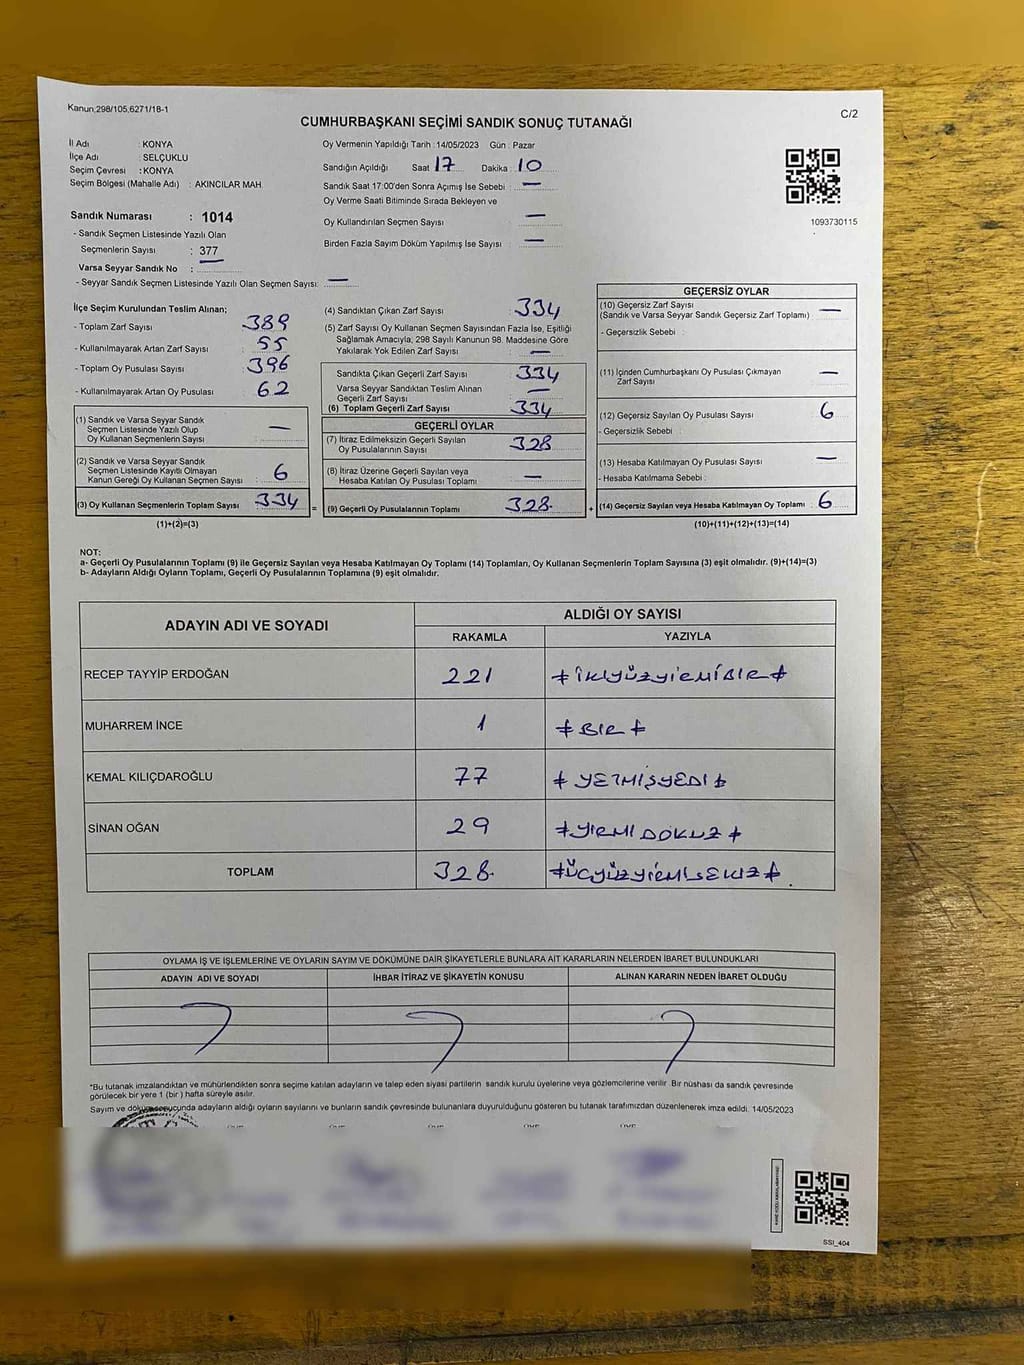 Kanun,298/105,6271/18-1
C/2
CUMHURBAŞKANI SEÇİMİ SANDIK SONUÇ TUTANAĞI
İl Adı : KONYA
İlçe Adı : SELÇUKLU
Seçim Çevresi : KONYA
Seçim Bölgesi (Mahalle Adı) : AKINCILAR MAH.
Sandık Numarası : 1014
- Sandık Seçmen Listesinde Yazılı Olan
Seçmenlerin Sayısı : 377
Varsa Seyyar Sandık No :
- Seyyar Sandık Seçmen Listesinde Yazılı Olan Seçmen Sayısı: —
Oy Vermenin Yapıldığı Tarih :14/05/2023 Gün : Pazar
Sandığın Açıldığı Saat 17 Dakika 10
Sandık Saat 17:00'den Sonra Açımış İse Sebebi : —
Oy Verme Saati Bitiminde Sırada Bekleyen ve
Oy Kullandırılan Seçmen Sayısı : —
Birden Fazla Sayım Döküm Yapılmış İse Sayısı : —
1093730115
İlçe Seçim Kurulundan Teslim Alınan;
- Toplam Zarf Sayısı 389
- Kullanılmayarak Artan Zarf Sayısı 55
- Toplam Oy Pusulası Sayısı 396
- Kullanılmayarak Artan Oy Pusulası 62
(1) Sandık ve Varsa Seyyar Sandık
Seçmen Listesinde Yazılı Olup
Oy Kullanan Seçmenlerin Sayısı —
(2) Sandık ve Varsa Seyyar Sandık
Seçmen Listesinde Kayıtlı Olmayan
Kanun Gereği Oy Kullanan Seçmen Sayısı 6
(3) Oy Kullanan Seçmenlerin Toplam Sayısı 334
(1)+(2)=(3)
=
(4) Sandıktan Çıkan Zarf Sayısı 334
(5) Zarf Sayısı Oy Kullanan Seçmen Sayısından Fazla İse, Eşitliği
Sağlamak Amacıyla, 298 Sayılı Kanunun 98. Maddesine Göre
Yakılarak Yok Edilen Zarf Sayısı : —
Sandıkta Çıkan Geçerli Zarf Sayısı 334
Varsa Seyyar Sandıktan Teslim Alınan
Geçerli Zarf Sayısı —
(6) Toplam Geçerli Zarf Sayısı 334
GEÇERLİ OYLAR
(7) İtiraz Edilmeksizin Geçerli Sayılan
Oy Pusulalarının Sayısı 328
(8) İtiraz Üzerine Geçerli Sayılan veya
Hesaba Katılan Oy Pusulası Toplamı —
(9) Geçerli Oy Pusulalarının Toplamı 328
+
GEÇERSİZ OYLAR
(10) Geçersiz Zarf Sayısı
(Sandık ve Varsa Seyyar Sandık Geçersiz Zarf Toplamı) —
- Geçersizlik Sebebi :
(11) İçinden Cumhurbaşkanı Oy Pusulası Çıkmayan
Zarf Sayısı —
(12) Geçersiz Sayılan Oy Pusulası Sayısı 6
- Geçersizlik Sebebi :
(13) Hesaba Katılmayan Oy Pusulası Sayısı —
- Hesaba Katılmama Sebebi :
(14) Geçersiz Sayılan veya Hesaba Katılmayan Oy Toplamı 6
(10)+(11)+(12)+(13)=(14)
NOT:
a- Geçerli Oy Pusulalarının Toplamı (9) ile Geçersiz Sayılan veya Hesaba Katılmayan Oy Toplamı (14) Toplamları, Oy Kullanan Seçmenlerin Toplam Sayısına (3) eşit olmalıdır. (9)+(14)=(3)
b- Adayların Aldığı Oyların Toplamı, Geçerli Oy Pusulalarının Toplamına (9) eşit olmalıdır.
ADAYIN ADI VE SOYADI
ALDIĞI OY SAYISI
RAKAMLA YAZIYLA
RECEP TAYYİP ERDOĞAN 221 #İKİYÜZYİRMİBİR#
MUHARREM İNCE 1 #BİR#
KEMAL KILIÇDAROĞLU 77 #YETMİŞYEDİ#
SİNAN OĞAN 29 #YİRMİDOKUZ#
TOPLAM 328 #ÜÇYÜZYİRMİSEKİZ#
OYLAMA İŞ VE İŞLEMLERİNE VE OYLARIN SAYIM VE DÖKÜMÜNE DAİR ŞİKAYETLERLE BUNLARA AİT KARARLARIN NELERDEN İBARET BULUNDUKLARI
ADAYIN ADI VE SOYADI İHBAR İTİRAZ VE ŞİKAYETİN KONUSU ALINAN KARARIN NEDEN İBARET OLDUĞU
*Bu tutanak imzalandıktan ve mühürlendikten sonra seçime katılan adayların ve talep eden siyasi partilerin sandık kurulu üyelerine veya gözlemcilerine verilir. Bir nüshası da sandık çevresinde
görülecek bir yere 1 (bir) hafta süreyle asılır.
Sayım ve döküm sonucunda adayların aldığı oyların sayılarını ve bunların sandık çevresinde bulunanlara duyurulduğunu gösteren bu tutanak tarafımızdan düzenlenerek imza edildi. 14/05/2023
SSI_404